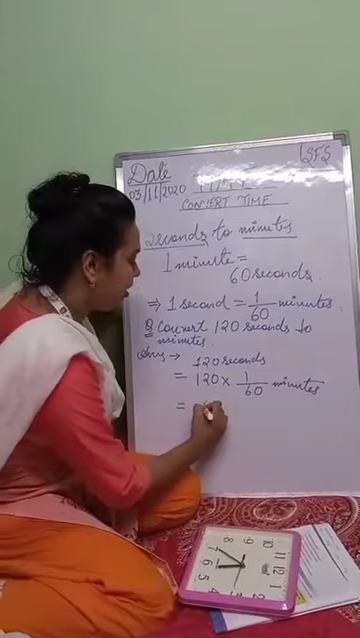 Date
03/11/2020
SFS
CONVERT TIME
Seconds to minutes
1 minute =
60 seconds.
⇒ 1 second = 1/60 minutes.
Q Convert 120 seconds to
minutes.
Ans → 120 seconds
= 120 x 1/60 minutes
=